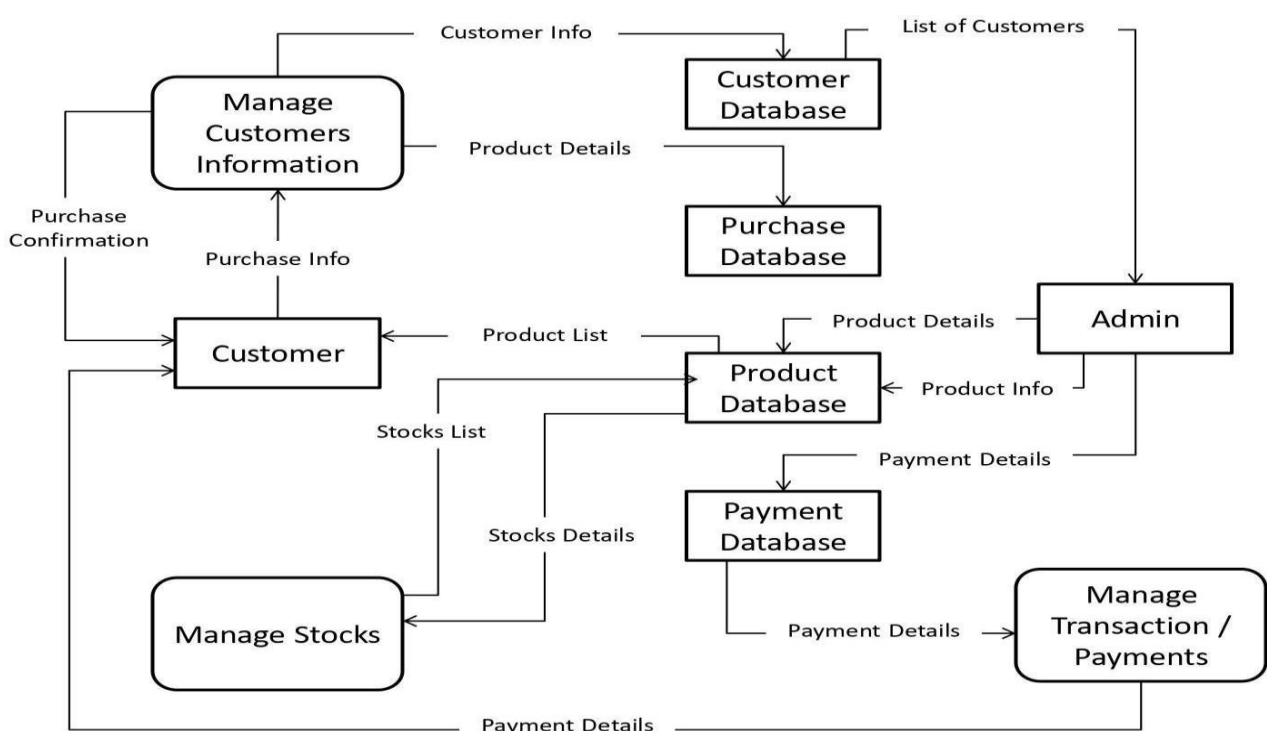 Customer Info
List of Customers
Customer
Database
Manage
Customers
Information
Product Details
Purchase
Confirmation
Purchase Info
Purchase
Database
Customer
Product List
Product Details
Admin
Product
Database
Product Info
Stocks List
Payment Details
Stocks Details
Payment
Database
Manage Stocks
Payment Details
Manage
Transaction /
Payments
Payment Details